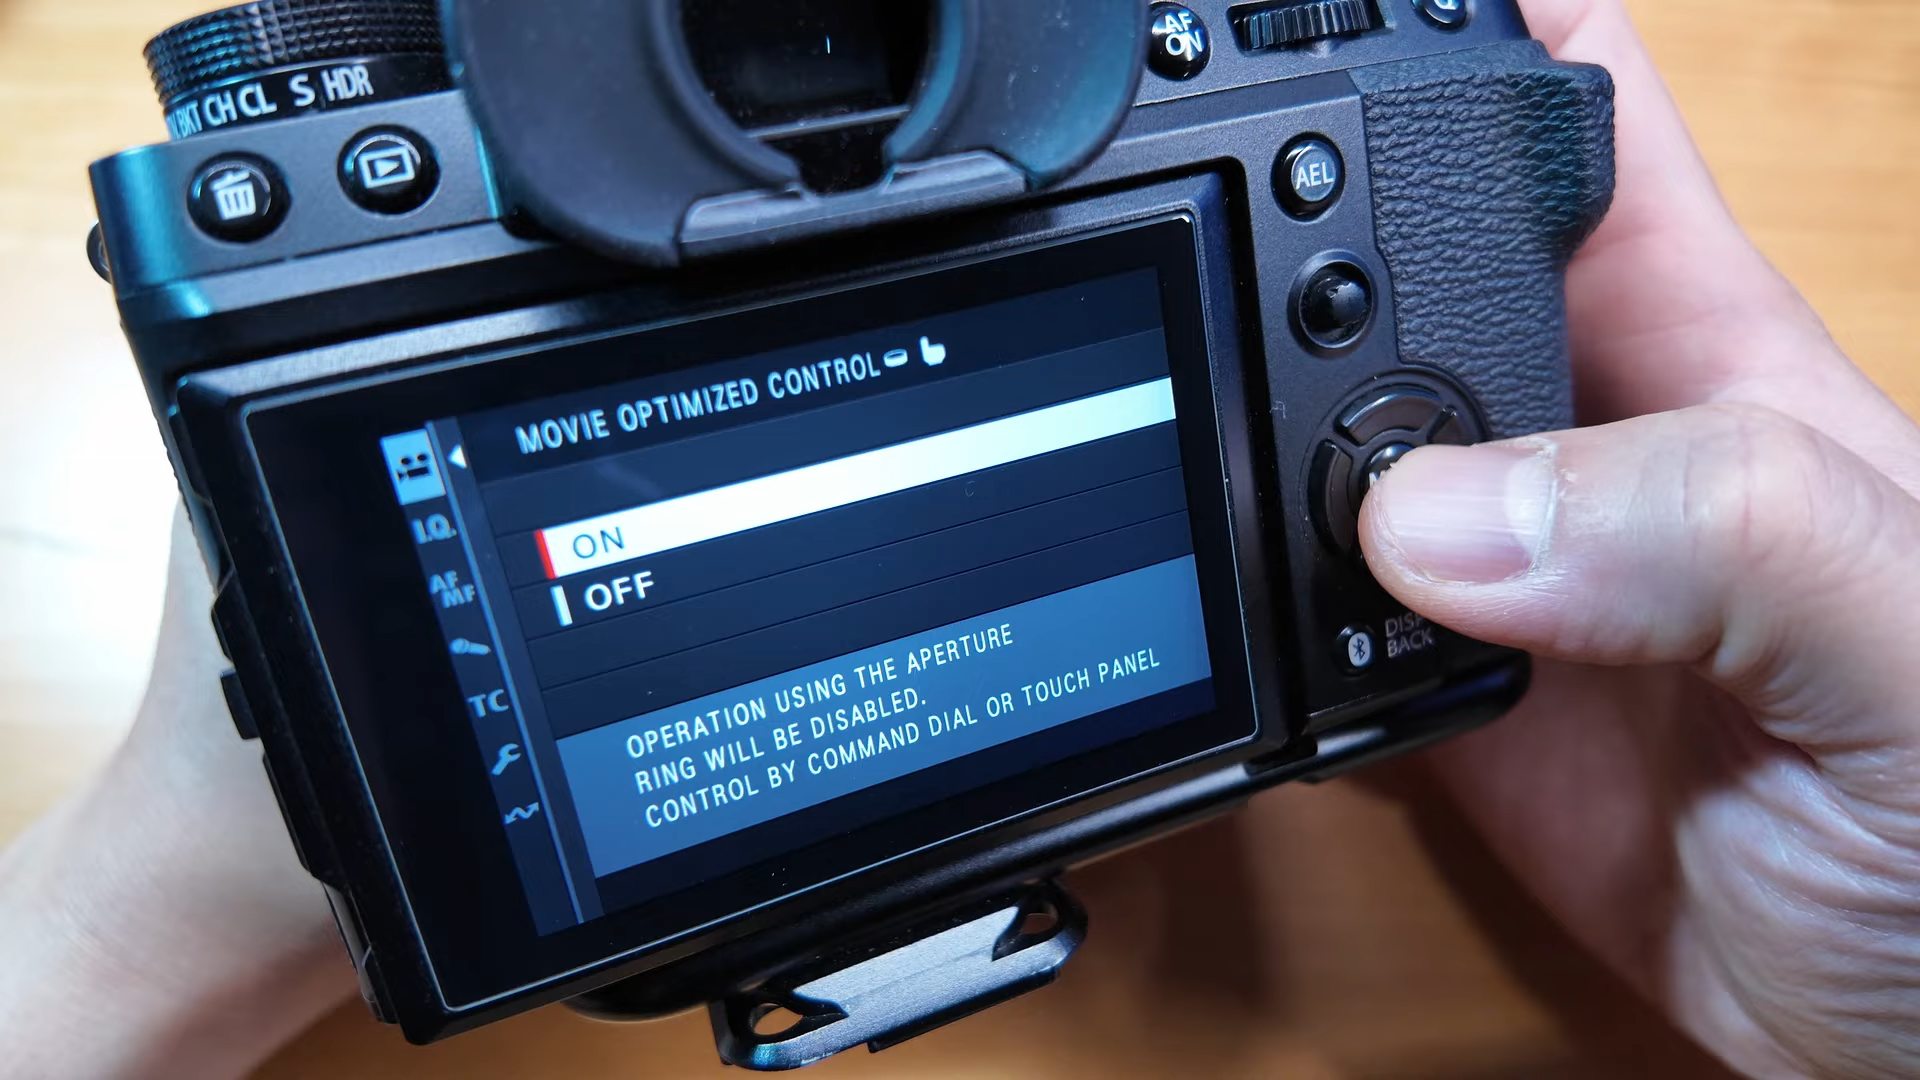 AF
ON
Q
BKT CH CL S HDR
AEL
MOVIE OPTIMIZED CONTROL
ON
OFF
I.Q.
AF
MF
TC
OPERATION USING THE APERTURE
RING WILL BE DISABLED.
CONTROL BY COMMAND DIAL OR TOUCH PANEL
BACK